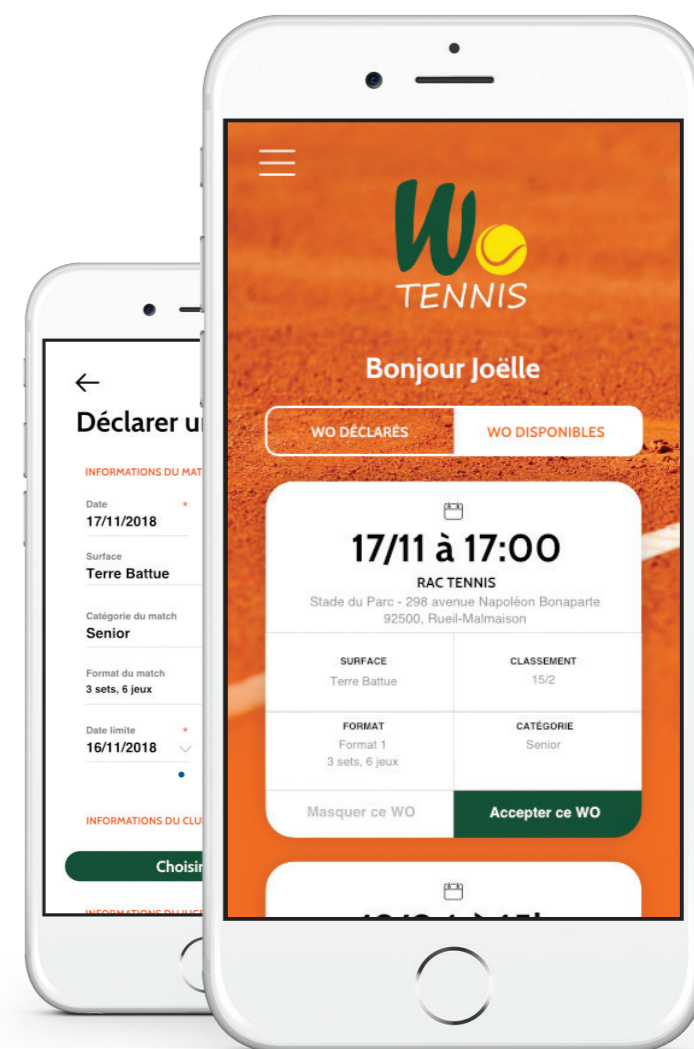 WO
TENNIS
Bonjour Joëlle
WO DÉCLARÉS
WO DISPONIBLES
17/11 à 17:00
RAC TENNIS
Stade du Parc - 298 avenue Napoléon Bonaparte
92500, Rueil-Malmaison
SURFACE
Terre Battue
CLASSEMENT
15/2
FORMAT
Format 1
3 sets, 6 jeux
CATÉGORIE
Senior
Masquer ce WO
Accepter ce WO
Déclarer u
INFORMATIONS DU MAT
Date *
17/11/2018
Surface
Terre Battue
Catégorie du match
Senior
Format du match
3 sets, 6 jeux
Date limite *
16/11/2018
INFORMATIONS DU CLU
Choisir